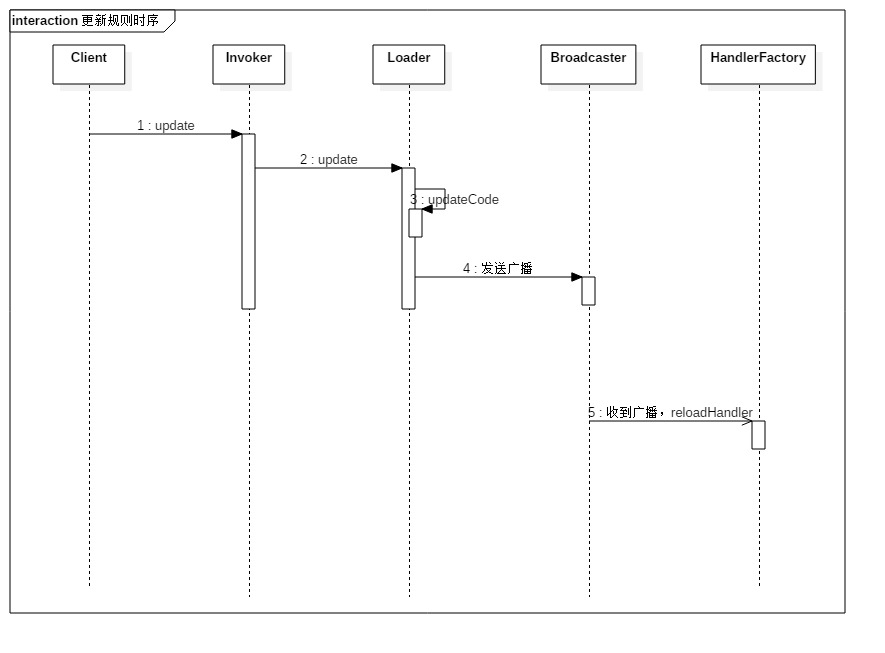 interaction 更新规则时序
Client
Invoker
Loader
Broadcaster
HandlerFactory
1 : update
2 : update
3 : updateCode
4 : 发送广播
5 : 收到广播，reloadHandler